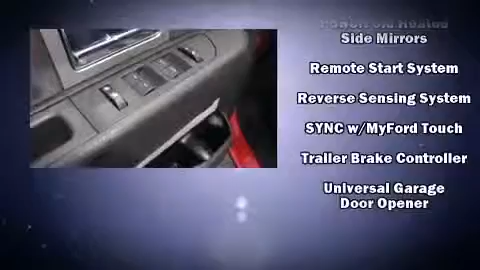 Side Mirrors
Remote Start System
Reverse Sensing System
SYNC w/MyFord Touch
Trailer Brake Controller
Universal Garage
Door Opener